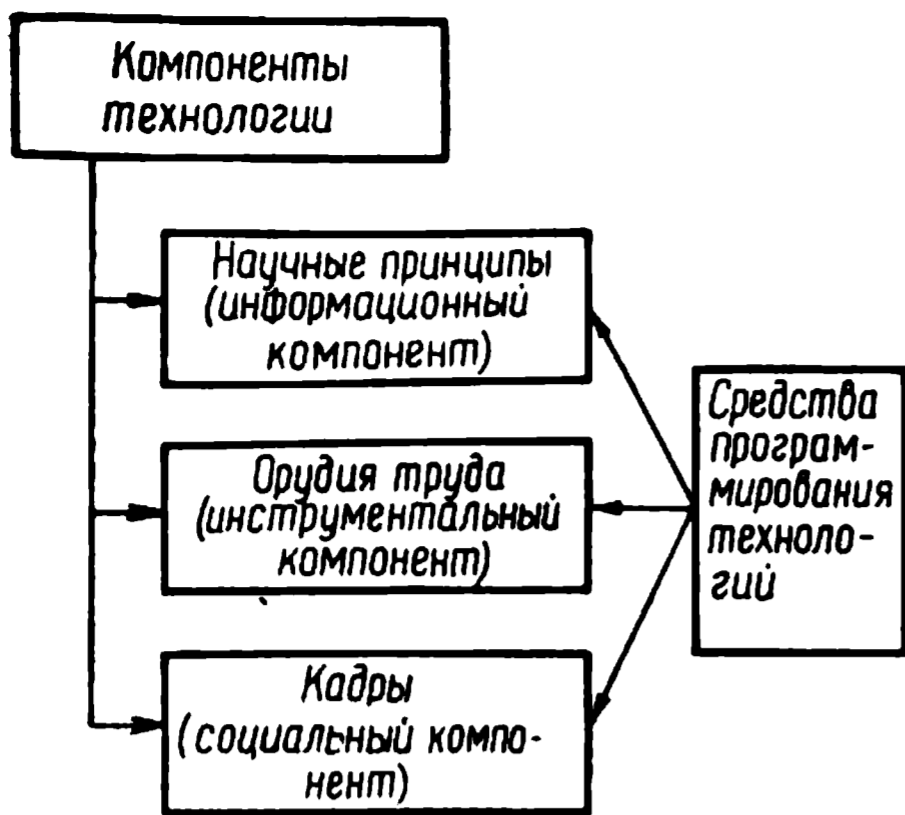 Компоненты
технологии
Научные принципы
(информационный
компонент)
Орудия труда
(инструментальный
компонент)
Кадры
(социальный компо-
нент)
Средства
програм-
мирования
техноло-
гий